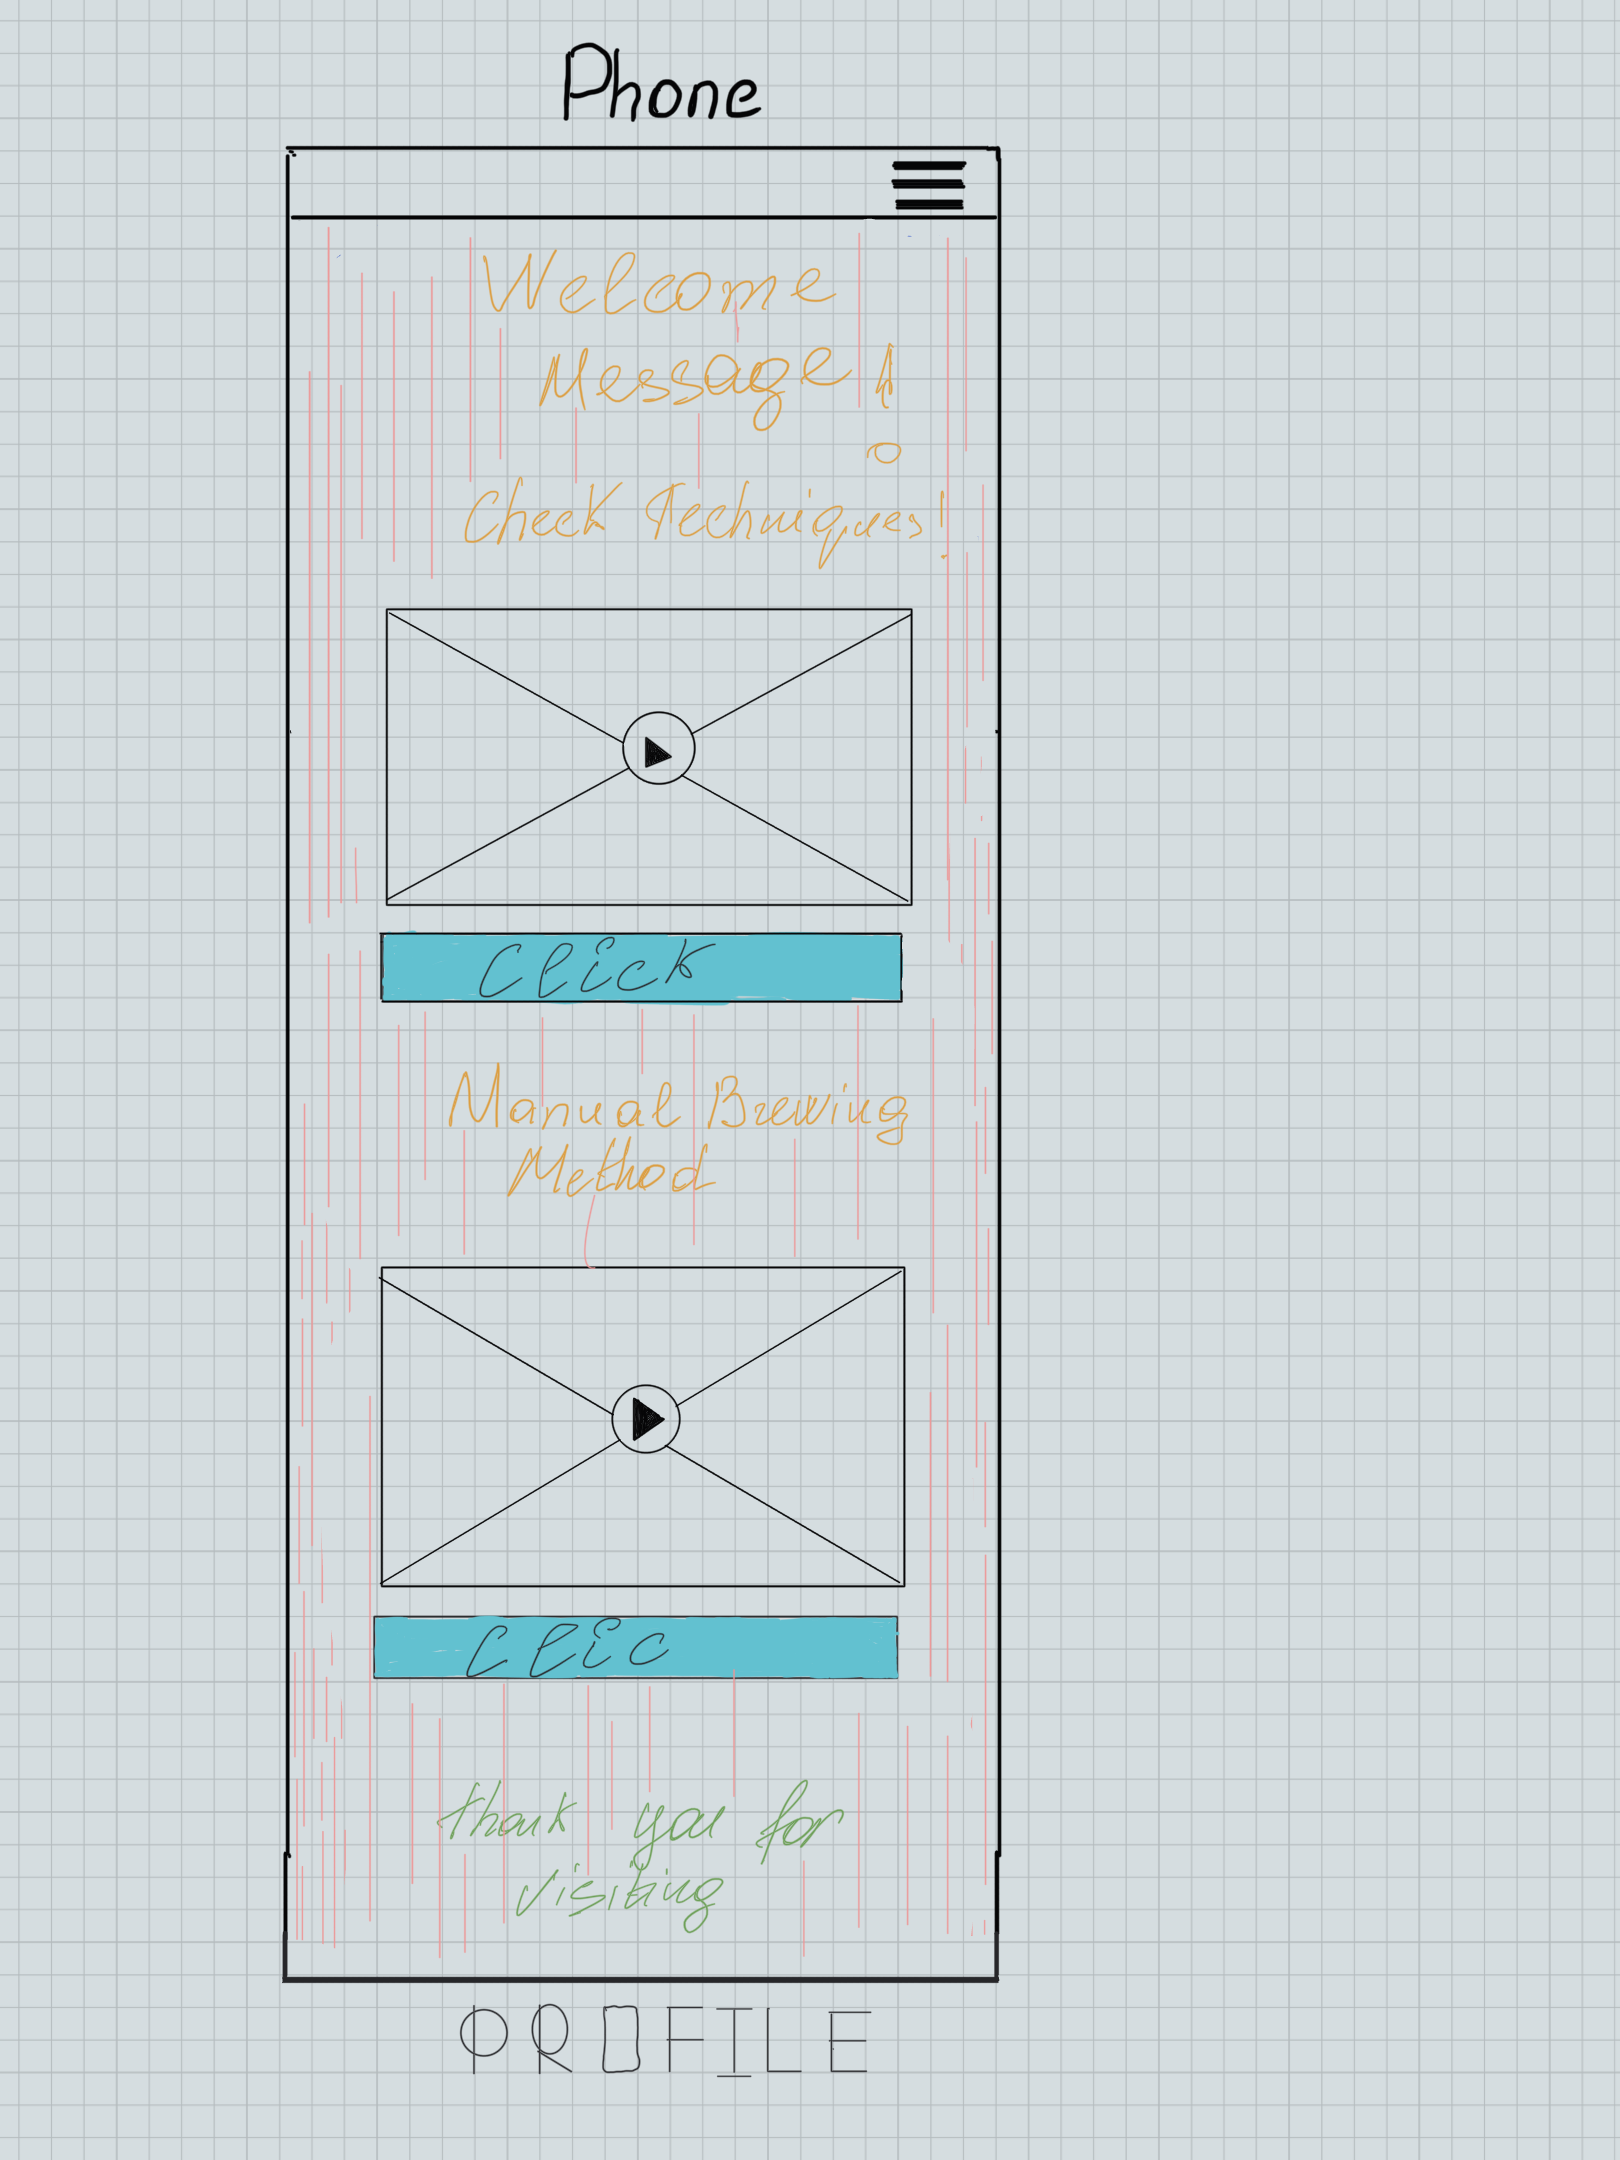 Phone
Welcome
Message!
Check Techniques!
Click
Manual Brewing
Method
Clic
thank you for
visiting
PROFILE